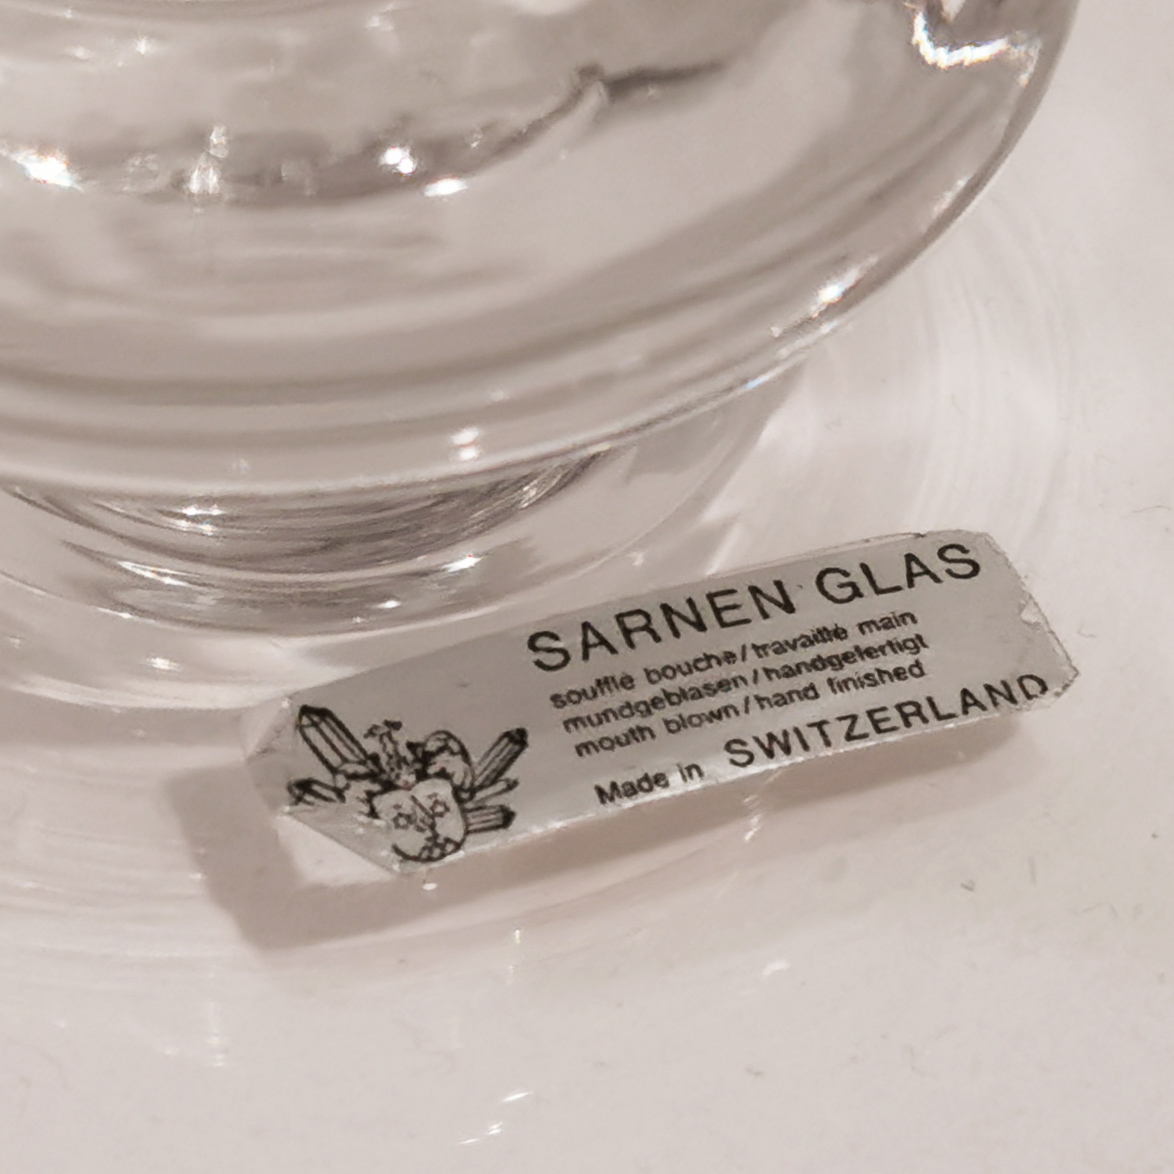 SARNEN GLAS
soufflé bouche/travaillé main
mundgeblasen/handgefertigt
mouth blown/hand finished
Made in SWITZERLAND